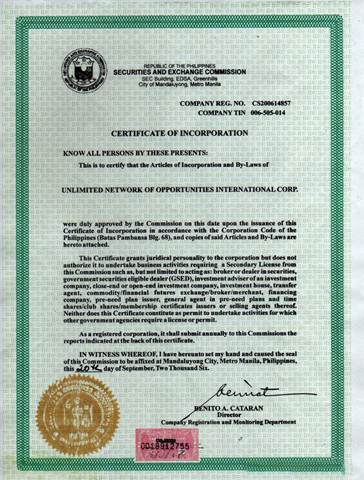 REPUBLIC OF THE PHILIPPINES
SECURITIES AND EXCHANGE COMMISSION
SEC Building, EDSA, Greenhills
City of Mandaluyong, Metro Manila
COMPANY REG. NO. CS200614857
COMPANY TIN 006-505-014
CERTIFICATE OF INCORPORATION
KNOW ALL PERSONS BY THESE PRESENTS:
This is to certify that the Articles of Incorporation and By-Laws of
UNLIMITED NETWORK OF OPPORTUNITIES INTERNATIONAL CORP.
were duly approved by the Commission on this date upon the issuance of this
Certificate of Incorporation in accordance with the Corporation Code of the
Philippines (Batas Pambansa Blg. 68), and copies of said Articles and By-Laws are
hereto attached.
This Certificate grants juridical personality to the corporation but does not
authorize it to undertake business activities requiring a Secondary License from
this Commission such as, but not limited to acting as: broker or dealer in securities,
government securities eligible dealer (GSED), investment adviser of an investment
company, close-end or open-end investment company, investment house, transfer
agent, commodity/financial futures exchange/broker/merchant, financing
company, pre-need plan issuer, general agent in pre-need plans and time
shares/club shares/membership certificates issuers or selling agents thereof.
Neither does this Certificate constitute as permit to undertake activities for which
other government agencies require a license or permit.
As a registered corporation, it shall submit annually to this Commission the
reports indicated at the back of this certificate.
IN WITNESS WHEREOF, I have hereunto set my hand and caused the seal
of this Commission to be affixed at Mandaluyong City, Metro Manila, Philippines,
this 20th day of September, Two Thousand Six.
BENITO A. CATARAN
Director
Company Registration and Monitoring Department
0018912755